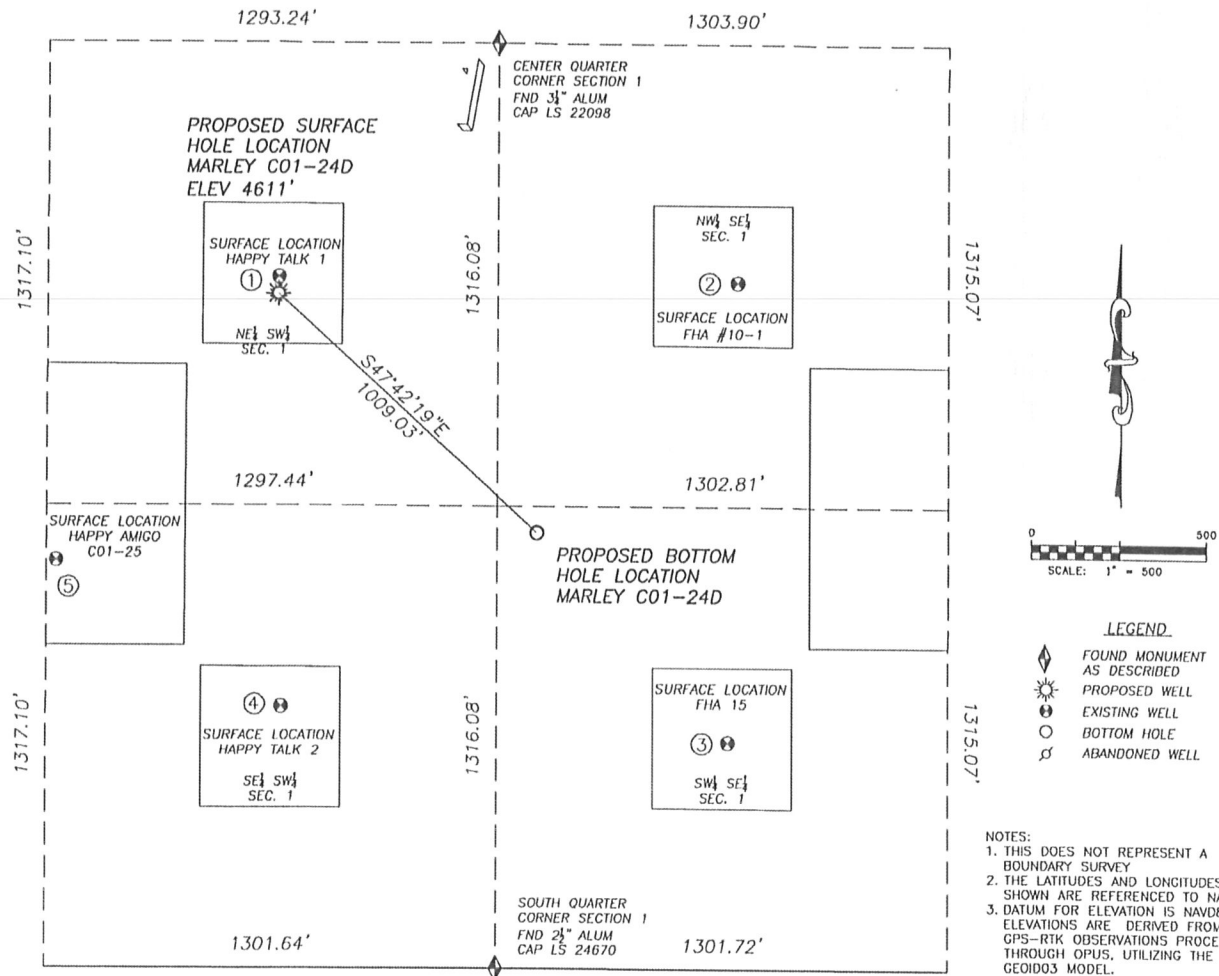 1293.24'
1303.90'
CENTER QUARTER
CORNER SECTION 1
FND 3¼" ALUM
CAP LS 22098
PROPOSED SURFACE
HOLE LOCATION
MARLEY C01-24D
ELEV 4611'
SURFACE LOCATION
HAPPY TALK 1
1
NE¼ SW¼
SEC. 1
NW¼ SE¼
SEC. 1
2
SURFACE LOCATION
FHA #10-1
1317.10'
1316.08'
1315.07'
S47°42'19"E
1009.03'
1297.44'
1302.81'
SURFACE LOCATION
HAPPY AMIGO
C01-25
5
PROPOSED BOTTOM
HOLE LOCATION
MARLEY C01-24D
0 500
SCALE: 1" = 500
LEGEND
FOUND MONUMENT
AS DESCRIBED
PROPOSED WELL
EXISTING WELL
BOTTOM HOLE
ABANDONED WELL
4
SURFACE LOCATION
HAPPY TALK 2
SE¼ SW¼
SEC. 1
SURFACE LOCATION
FHA 15
3
SW¼ SE¼
SEC. 1
1317.10'
1316.08'
1315.07'
SOUTH QUARTER
CORNER SECTION 1
FND 2½" ALUM
CAP LS 24670
1301.64'
1301.72'
NOTES:
1. THIS DOES NOT REPRESENT A
BOUNDARY SURVEY
2. THE LATITUDES AND LONGITUDES
SHOWN ARE REFERENCED TO
3. DATUM FOR ELEVATION IS
ELEVATIONS ARE DERIVED FROM
GPS-RTK OBSERVATIONS
THROUGH OPUS, UTILIZING THE
GEOID03 MODEL.